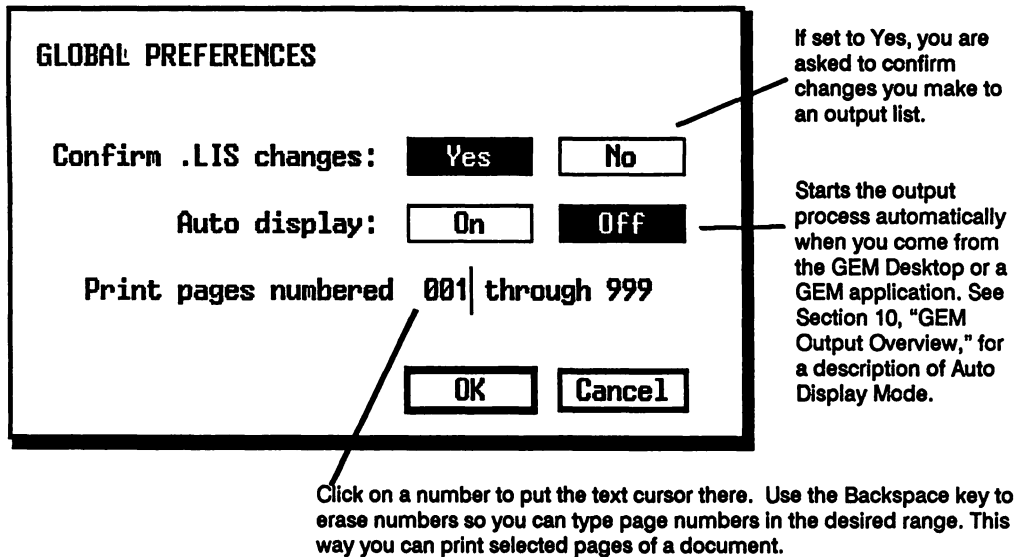 GLOBAL PREFERENCES
Confirm .LIS changes: Yes No
Auto display: On Off
Print pages numbered 001 through 999
OK Cancel
If set to Yes, you are
asked to confirm
changes you make to
an output list.
Starts the output
process automatically
when you come from
the GEM Desktop or a
GEM application. See
Section 10, "GEM
Output Overview," for
a description of Auto
Display Mode.
Click on a number to put the text cursor there. Use the Backspace key to
erase numbers so you can type page numbers in the desired range. This
way you can print selected pages of a document.